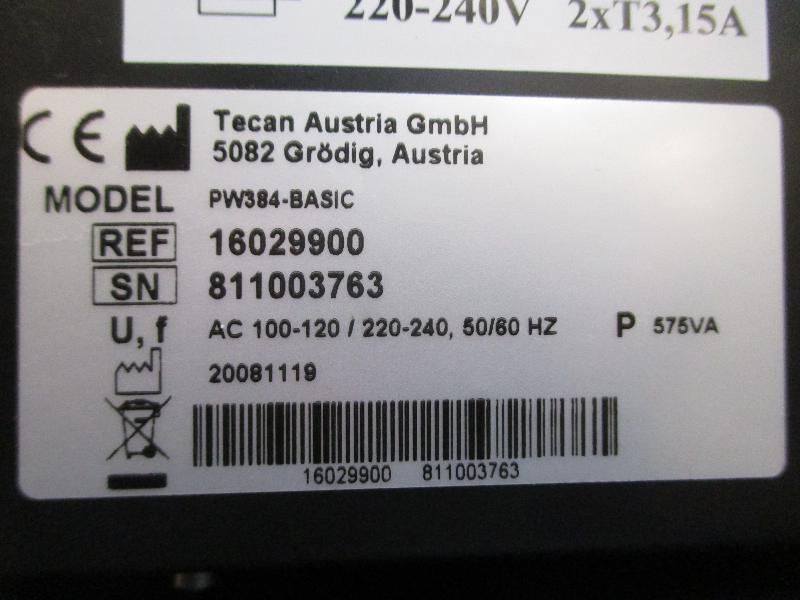 220-240V 2xT3,15A
CE Tecan Austria GmbH
5082 Grödig, Austria
MODEL PW384-BASIC
REF 16029900
SN 811003763
U, f AC 100-120 / 220-240, 50/60 HZ P 575VA
20081119
16029900 811003763